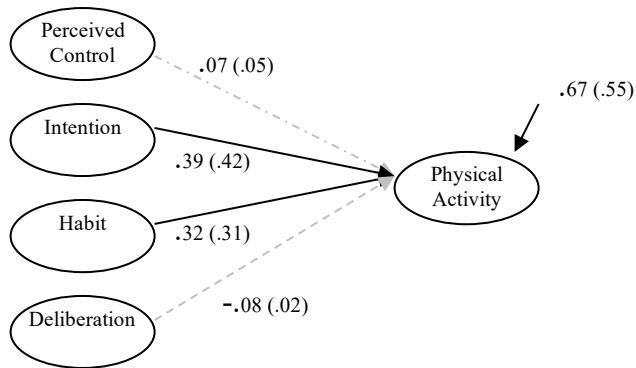 Perceived
Control
.07 (.05)
.67 (.55)
Intention
.39 (.42)
Physical
Activity
Habit
.32 (.31)
-.08 (.02)
Deliberation